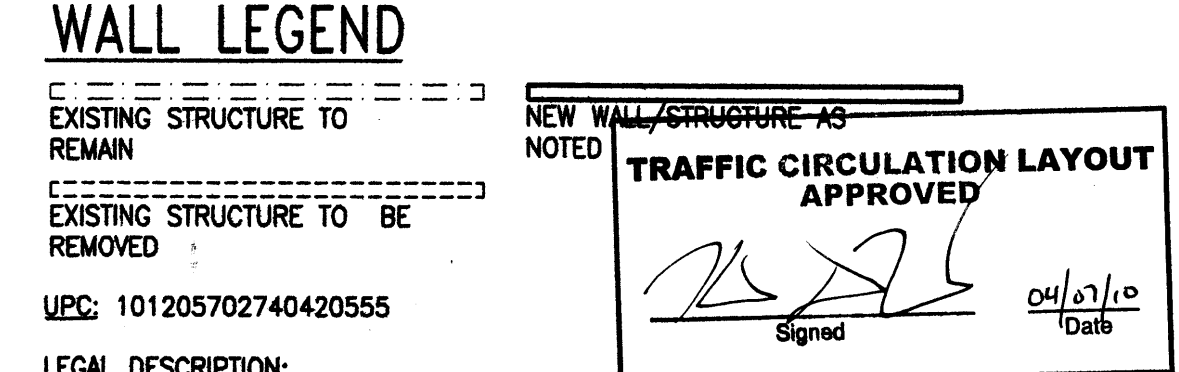 WALL LEGEND
EXISTING STRUCTURE TO
REMAIN
EXISTING STRUCTURE TO BE
REMOVED
UPC: 101205702740420555
LEGAL DESCRIPTION:
NEW WALL/STRUCTURE AS
NOTED
TRAFFIC CIRCULATION LAYOUT
APPROVED
04/07/10
Signed
Date